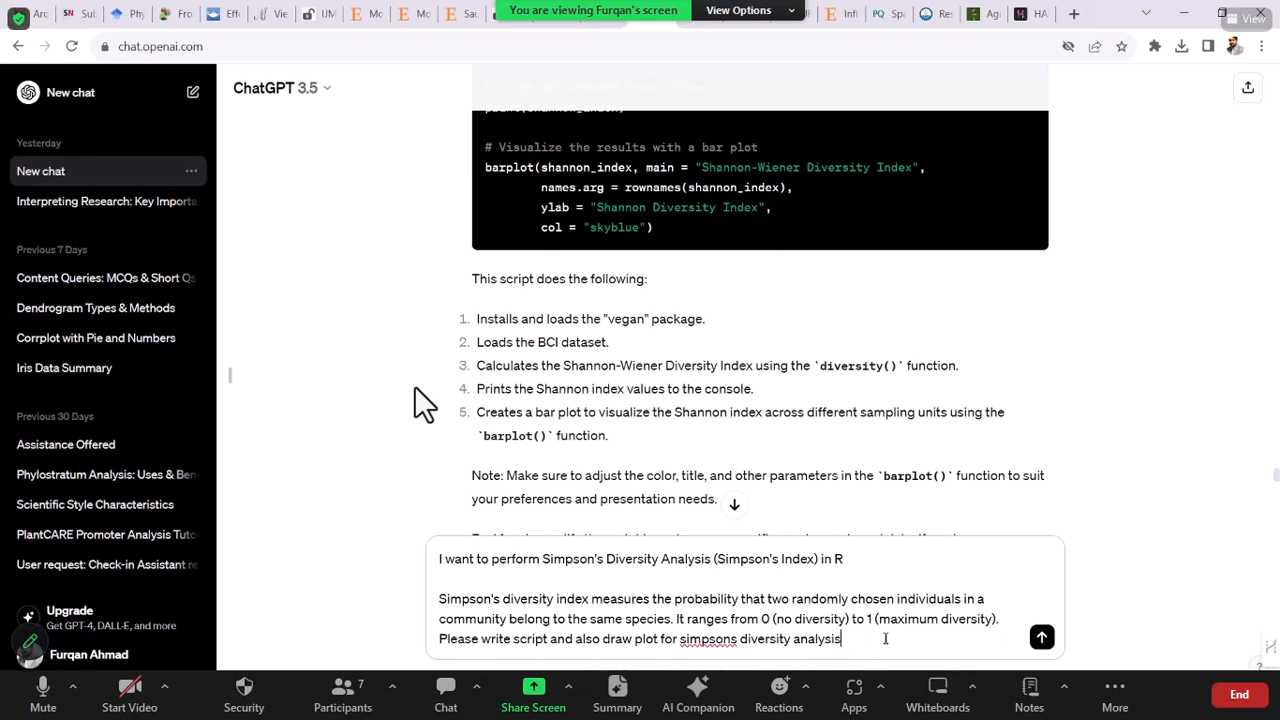 You are viewing Furqan's screen
View Options
View
chat.openai.com
New chat
ChatGPT 3.5
Yesterday
New chat
Interpreting Research: Key Importa
Previous 7 Days
Content Queries: MCQs & Short Qs
Dendrogram Types & Methods
Corrplot with Pie and Numbers
Iris Data Summary
Previous 30 Days
Assistance Offered
Phylostratum Analysis: Uses & Ben
Scientific Style Characteristics
PlantCARE Promoter Analysis Tuto
User request: Check-in Assistant re
Upgrade
Get GPT-4, DALL-E, and more
Furqan Ahmad
print(shannon_index)
# Visualize the results with a bar plot
barplot(shannon_index, main = "Shannon-Wiener Diversity Index",
names.arg = rownames(shannon_index),
ylab = "Shannon Diversity Index",
col = "skyblue")
This script does the following:
1. Installs and loads the "vegan" package.
2. Loads the BCI dataset.
3. Calculates the Shannon-Wiener Diversity Index using the `diversity()` function.
4. Prints the Shannon index values to the console.
5. Creates a bar plot to visualize the Shannon index across different sampling units using the
`barplot()` function.
Note: Make sure to adjust the color, title, and other parameters in the `barplot()` function to suit
your preferences and presentation needs.
I want to perform Simpson's Diversity Analysis (Simpson's Index) in R
Simpson's diversity index measures the probability that two randomly chosen individuals in a
community belong to the same species. It ranges from 0 (no diversity) to 1 (maximum diversity).
Please write script and also draw plot for simpsons diversity analysis
Mute
Start Video
Security
7
Participants
Chat
Share Screen
Summary
AI Companion
Reactions
Apps
Whiteboards
Notes
More
End